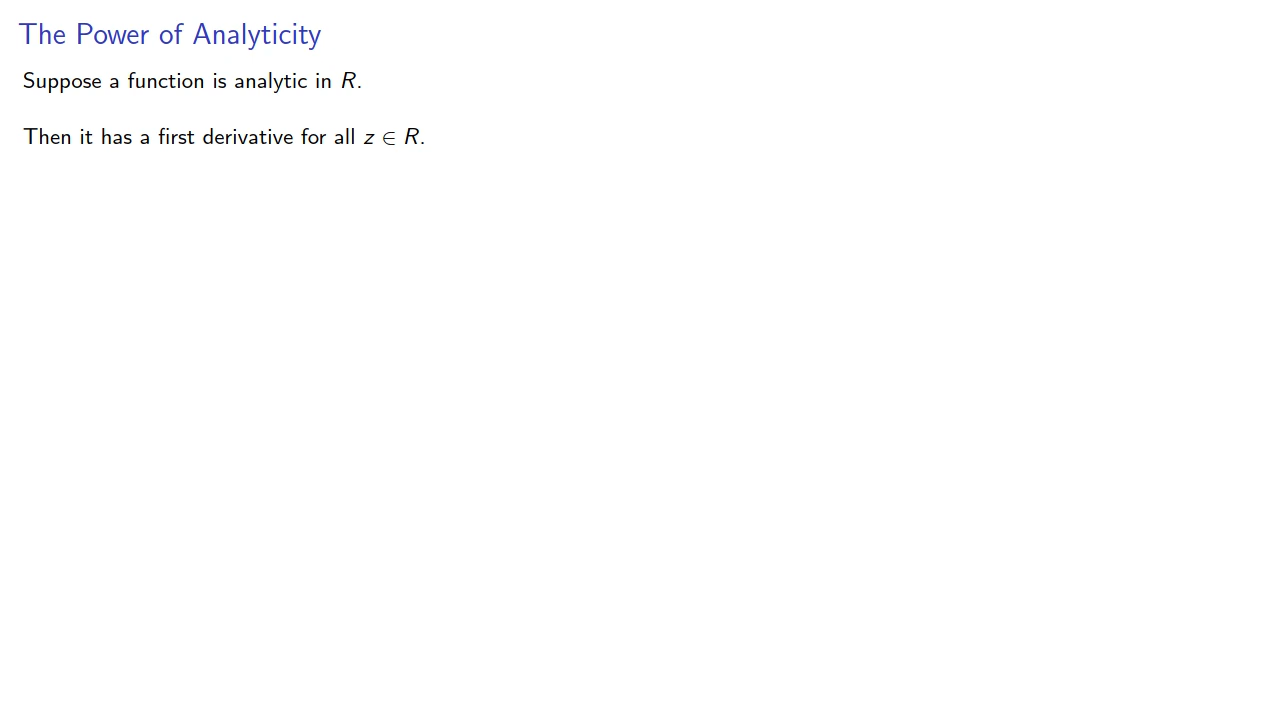 The Power of Analyticity
Suppose a function is analytic in R.
Then it has a first derivative for all z ∈ R.